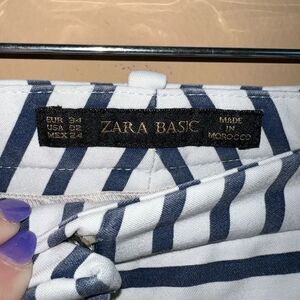 EUR 34
USA 02
MEX 24
ZARA BASIC
MADE
IN
MOROCCO